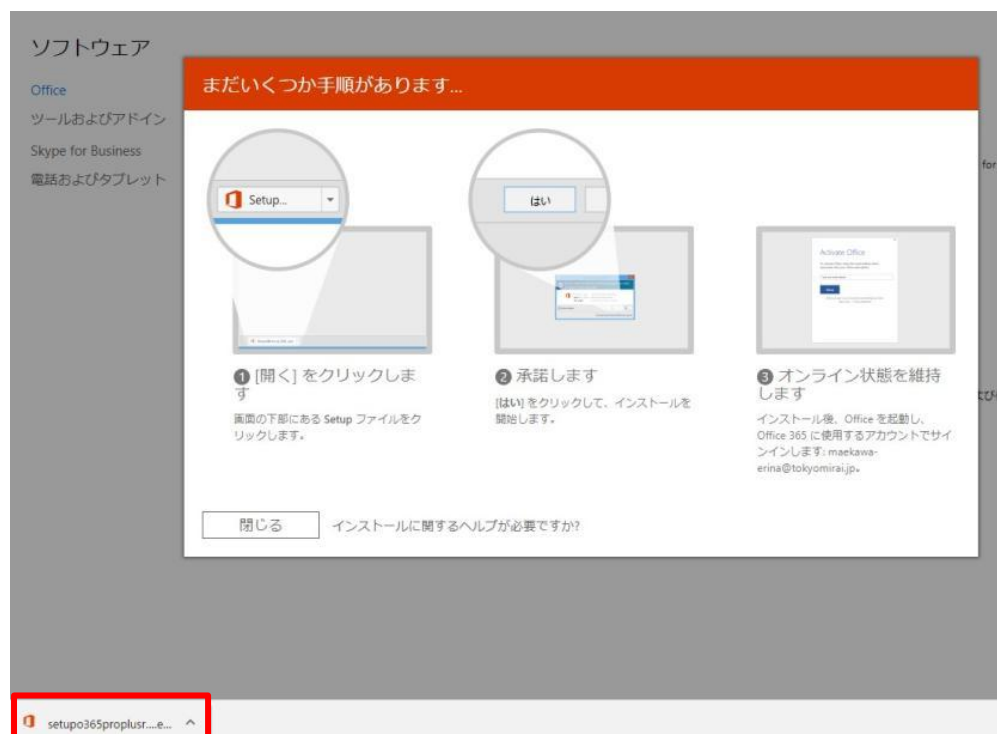 ソフトウェア
Office
ツールおよびアドイン
Skype for Business
電話およびタブレット
まだいくつか手順があります...
Setup...
はい
Activate Office
❶ [開く] をクリックしま
す
画面の下部にある Setup ファイルをク
リックします。
❷ 承諾します
[はい] をクリックして、インストールを
開始します。
❸ オンライン状態を維持
します
インストール後、Office を起動し、
Office 365 に使用するアカウントでサイ
ンインします: maekawa-
erina@tokyomirai.jp。
閉じる
インストールに関するヘルプが必要ですか?
for
setupo365proplusr....e...